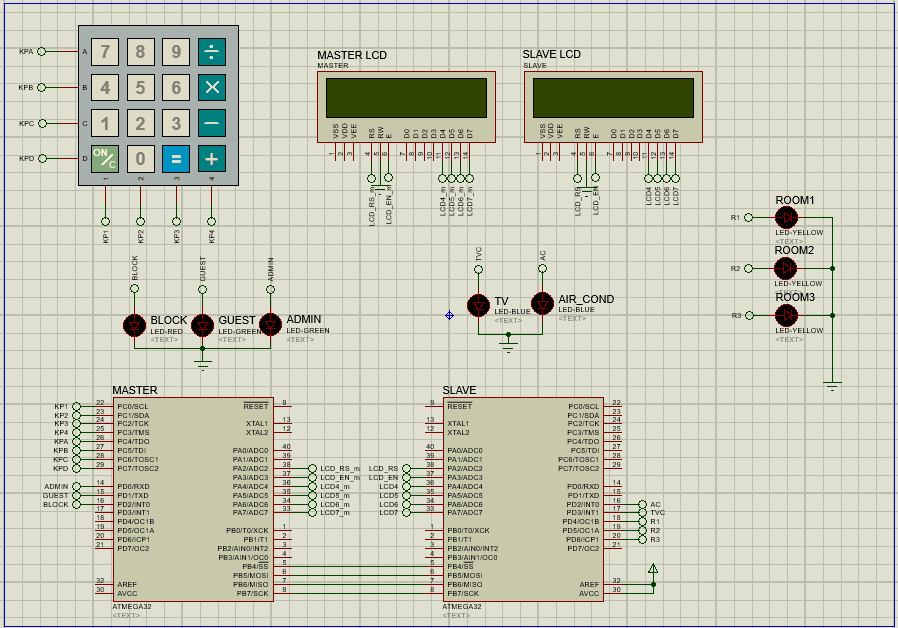 KPA A 7 8 9 ÷
KPB B 4 5 6 ×
KPC C 1 2 3 −
KPD D ON/C 0 = +
1 2 3 4
KP1 KP2 KP3 KP4
MASTER LCD
MASTER
VSS VDD VEE RS RW E D0 D1 D2 D3 D4 D5 D6 D7
1 2 3 4 5 6 7 8 9 10 11 12 13 14
LCD_RS_m LCD_EN_m LCD4_m LCD5_m LCD6_m LCD7_m
SLAVE LCD
SLAVE
VSS VDD VEE RS RW E D0 D1 D2 D3 D4 D5 D6 D7
1 2 3 4 5 6 7 8 9 10 11 12 13 14
LCD_RS LCD_EN LCD4 LCD5 LCD6 LCD7
R1
ROOM1
LED-YELLOW
<TEXT>
R2
ROOM2
LED-YELLOW
<TEXT>
R3
ROOM3
LED-YELLOW
<TEXT>
BLOCK GUEST ADMIN
BLOCK
LED-RED
<TEXT>
GUEST
LED-GREEN
<TEXT>
ADMIN
LED-GREEN
<TEXT>
TVC AC
TV
LED-BLUE
<TEXT>
AIR_COND
LED-BLUE
<TEXT>
MASTER
KP1 22 PC0/SCL
KP2 23 PC1/SDA
KP3 24 PC2/TCK
KP4 25 PC3/TMS
KPA 26 PC4/TDO
KPB 27 PC5/TDI
KPC 28 PC6/TOSC1
KPD 29 PC7/TOSC2
ADMIN 14 PD0/RXD
GUEST 15 PD1/TXD
BLOCK 16 PD2/INT0
17 PD3/INT1
18 PD4/OC1B
19 PD5/OC1A
20 PD6/ICP1
21 PD7/OC2
32 AREF
30 AVCC
RESET 9
XTAL1 13
XTAL2 12
PA0/ADC0 40
PA1/ADC1 39
PA2/ADC2 38 LCD_RS_m
PA3/ADC3 37 LCD_EN_m
PA4/ADC4 36 LCD4_m
PA5/ADC5 35 LCD5_m
PA6/ADC6 34 LCD6_m
PA7/ADC7 33 LCD7_m
PB0/T0/XCK 1
PB1/T1 2
PB2/AIN0/INT2 3
PB3/AIN1/OC0 4
PB4/SS 5
PB5/MOSI 6
PB6/MISO 7
PB7/SCK 8
ATMEGA32
<TEXT>
SLAVE
9 RESET
13 XTAL1
12 XTAL2
40 PA0/ADC0
39 PA1/ADC1
LCD_RS 38 PA2/ADC2
LCD_EN 37 PA3/ADC3
LCD4 36 PA4/ADC4
LCD5 35 PA5/ADC5
LCD6 34 PA6/ADC6
LCD7 33 PA7/ADC7
1 PB0/T0/XCK
2 PB1/T1
3 PB2/AIN0/INT2
4 PB3/AIN1/OC0
5 PB4/SS
6 PB5/MOSI
7 PB6/MISO
8 PB7/SCK
PC0/SCL 22
PC1/SDA 23
PC2/TCK 24
PC3/TMS 25
PC4/TDO 26
PC5/TDI 27
PC6/TOSC1 28
PC7/TOSC2 29
PD0/RXD 14
PD1/TXD 15
PD2/INT0 16 AC
PD3/INT1 17 TVC
PD4/OC1B 18 R1
PD5/OC1A 19 R2
PD6/ICP1 20 R3
PD7/OC2 21
AREF 32
AVCC 30
ATMEGA32
<TEXT>